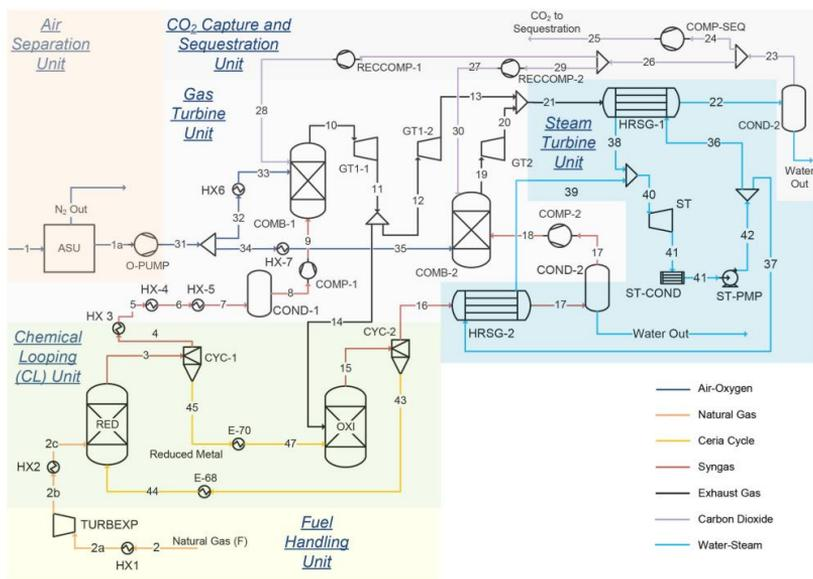 Air
Separation
Unit
CO₂ Capture and
Sequestration
Unit
CO₂ to
Sequestration
25
COMP-SEQ
24
23
RECCOMP-1
27
29
26
RECCOMP-2
28
Gas
Turbine
Unit
10
GT1-1
GT1-2
13
20
21
30
GT2
19
HRSG-1
22
COND-2
Steam
Turbine
Unit
38
36
Water
Out
HX6
33
32
COMB-1
11
12
39
40
ST
N₂ Out
1
ASU
1a
O-PUMP
31
34
HX-7
9
35
COMB-2
18
COMP-2
17
COND-2
41
ST-COND
41
ST-PMP
42
37
HX-4
HX-5
5
6
7
8
COMP-1
COND-1
HX 3
4
14
CYC-2
16
HRSG-2
17
Water Out
Chemical
Looping
(CL) Unit
3
CYC-1
15
43
RED
45
E-70
47
OXI
Reduced Metal
2c
HX2
2b
44
E-68
TURBEXP
2a
2
Natural Gas (F)
HX1
Fuel
Handling
Unit
Air-Oxygen
Natural Gas
Ceria Cycle
Syngas
Exhaust Gas
Carbon Dioxide
Water-Steam